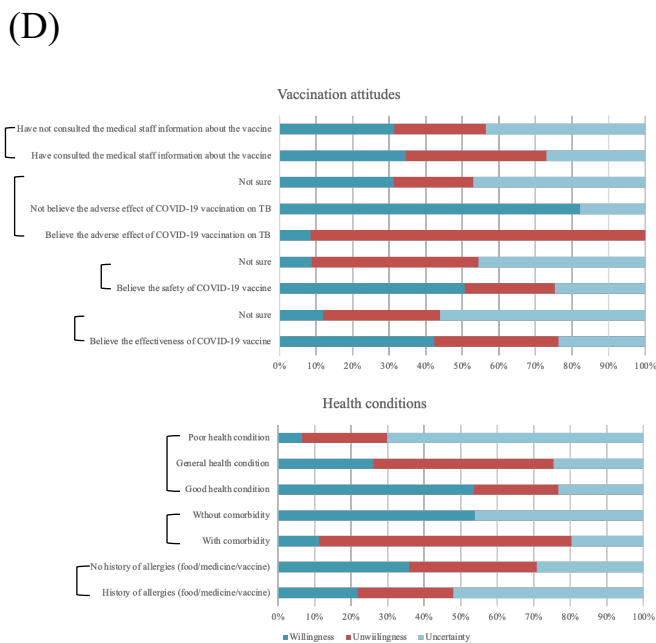 (D)
Vaccination attitudes
Have not consulted the medical staff information about the vaccine
Have consulted the medical staff information about the vaccine
Not sure
Not believe the adverse effect of COVID-19 vaccination on TB
Believe the adverse effect of COVID-19 vaccination on TB
Not sure
Believe the safety of COVID-19 vaccine
Not sure
Believe the effectiveness of COVID-19 vaccine
0% 10% 20% 30% 40% 50% 60% 70% 80% 90% 100%
Health conditions
Poor health condition
General health condition
Good health condition
Wthout comorbidity
With comorbidity
No history of allergies (food/medicine/vaccine)
History of allergies (food/medicine/vaccine)
0% 10% 20% 30% 40% 50% 60% 70% 80% 90% 100%
Willingness Unwiilingness Uncertainty